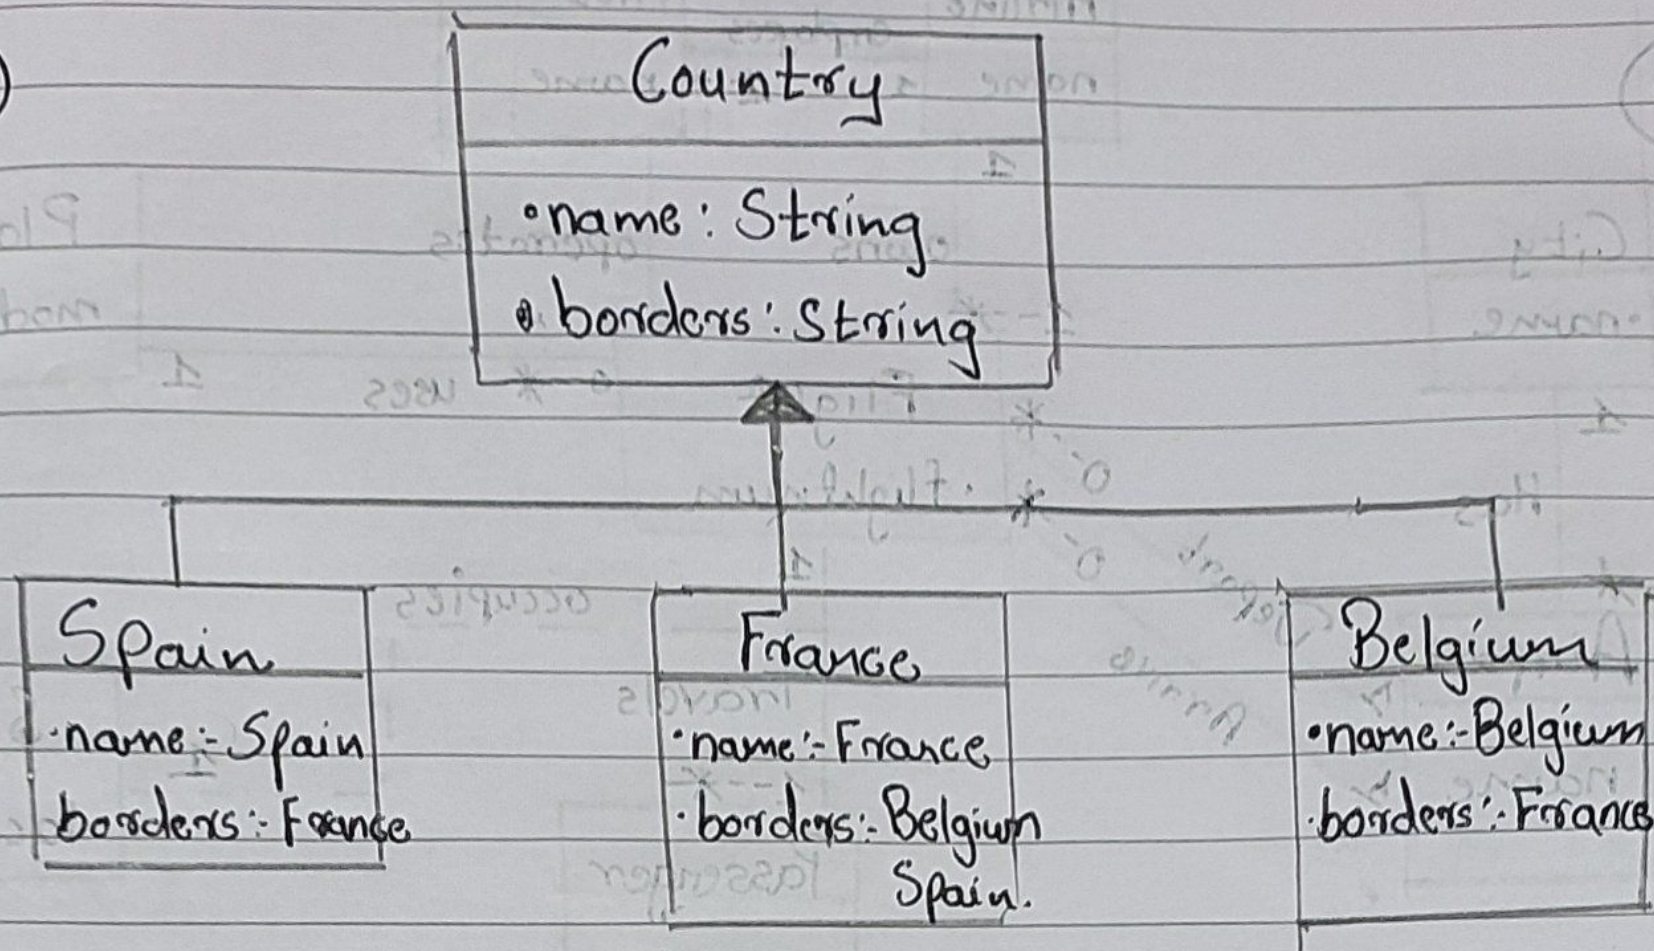 Country
•name: String
•borders: String
Spain
•name:- Spain
borders:- France
France
•name:- France
•borders:- Belgium
Spain.
Belgium
•name:- Belgium
•borders:- France